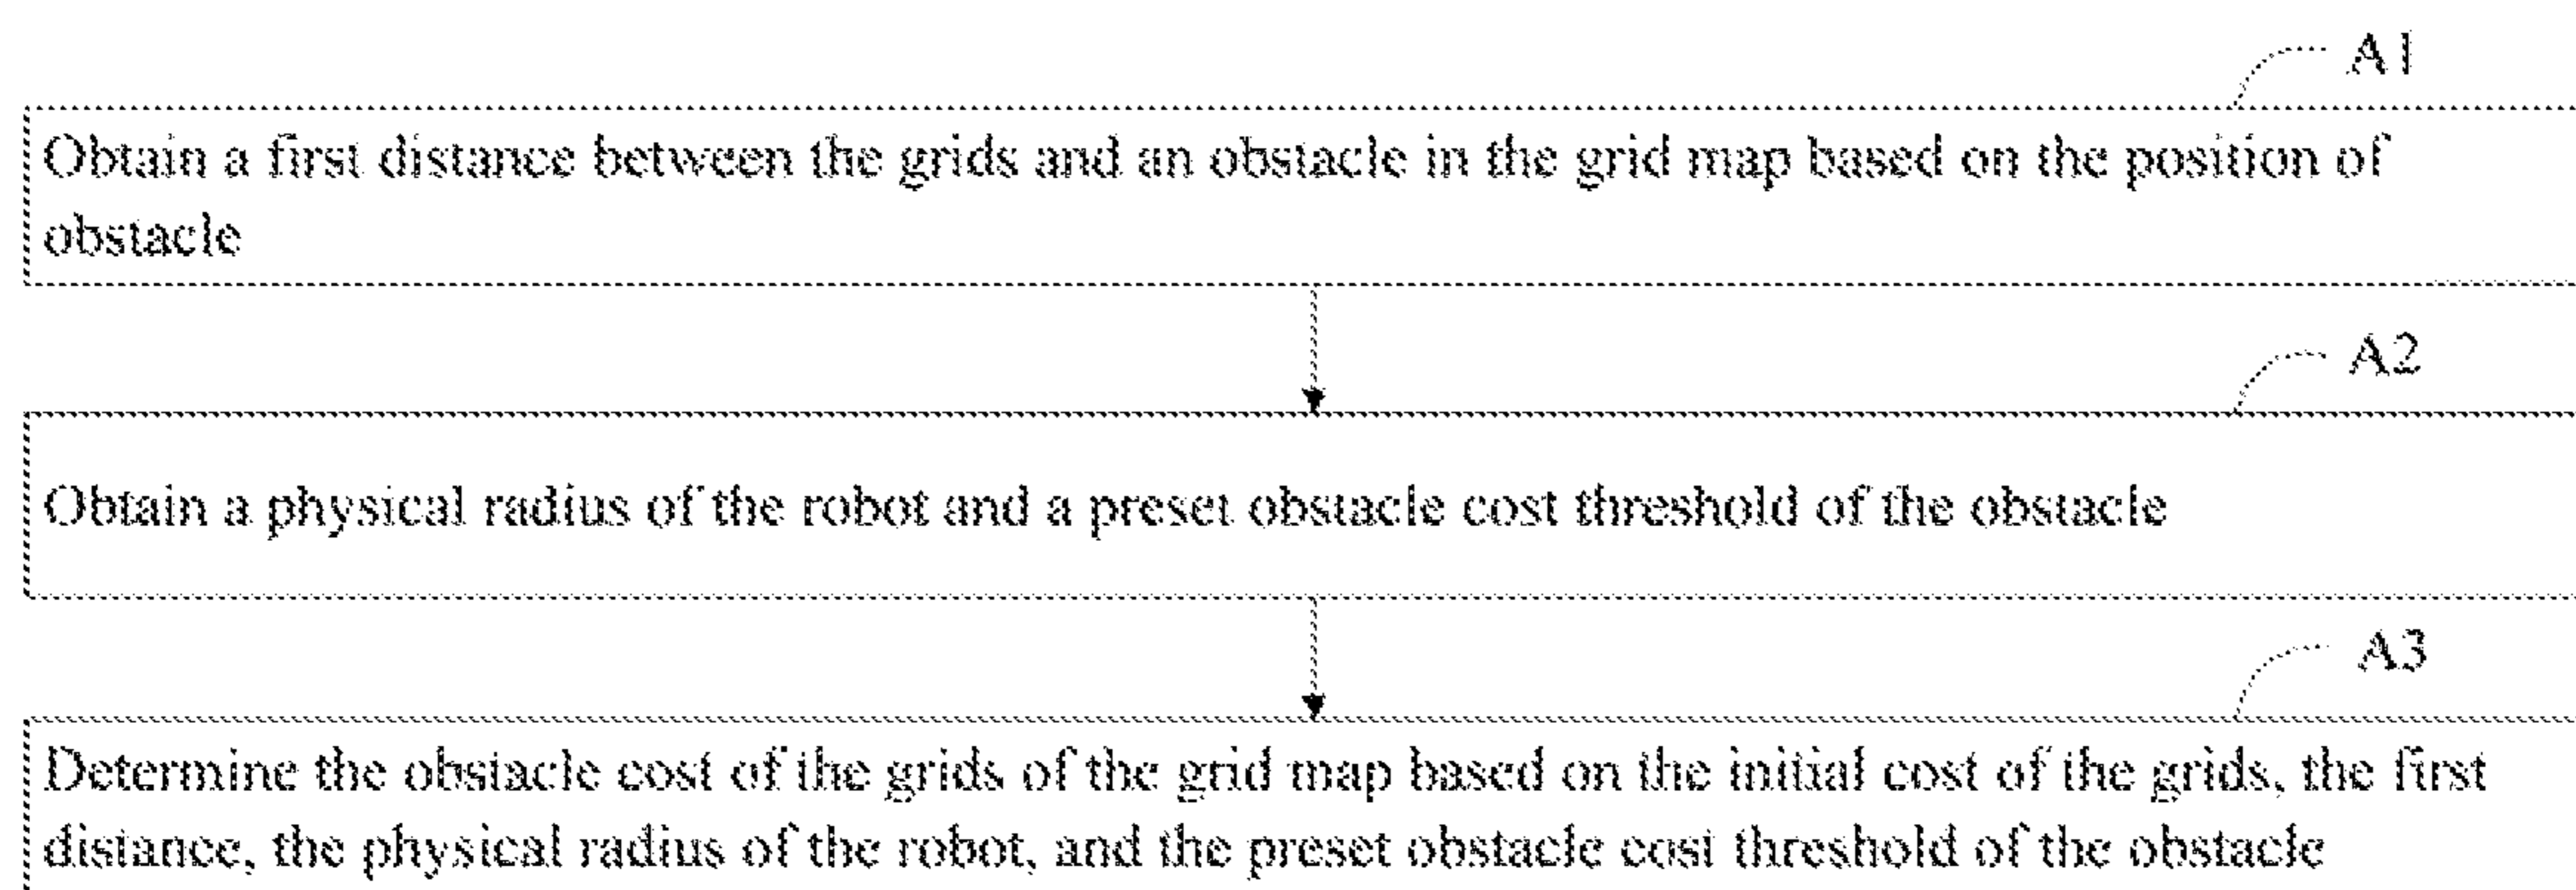 A1
Obtain a first distance between the grids and an obstacle in the grid map based on the position of
obstacle
A2
Obtain a physical radius of the robot and a preset obstacle cost threshold of the obstacle
A3
Determine the obstacle cost of the grids of the grid map based on the initial cost of the grids, the first
distance, the physical radius of the robot, and the preset obstacle cost threshold of the obstacle